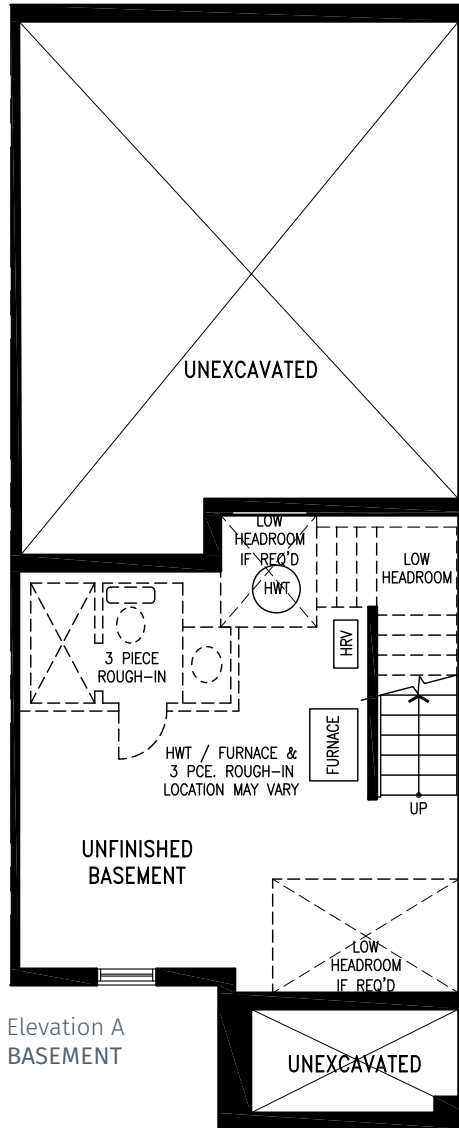 UNEXCAVATED
LOW
HEADROOM
IF REQ'D
HWT
LOW
HEADROOM
HRV
3 PIECE
ROUGH-IN
FURNACE
HWT / FURNACE &
3 PCE. ROUGH-IN
LOCATION MAY VARY
UP
UNFINISHED
BASEMENT
LOW
HEADROOM
IF REQ'D
Elevation A
BASEMENT
UNEXCAVATED